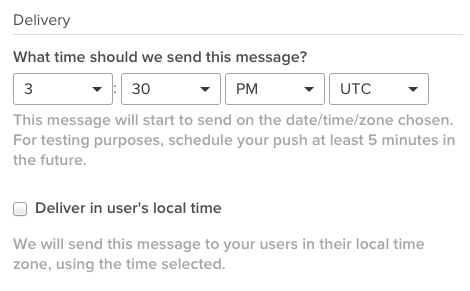 Delivery
What time should we send this message?
3 : 30 PM UTC
This message will start to send on the date/time/zone chosen.
For testing purposes, schedule your push at least 5 minutes in
the future.
Deliver in user's local time
We will send this message to your users in their local time
zone, using the time selected.